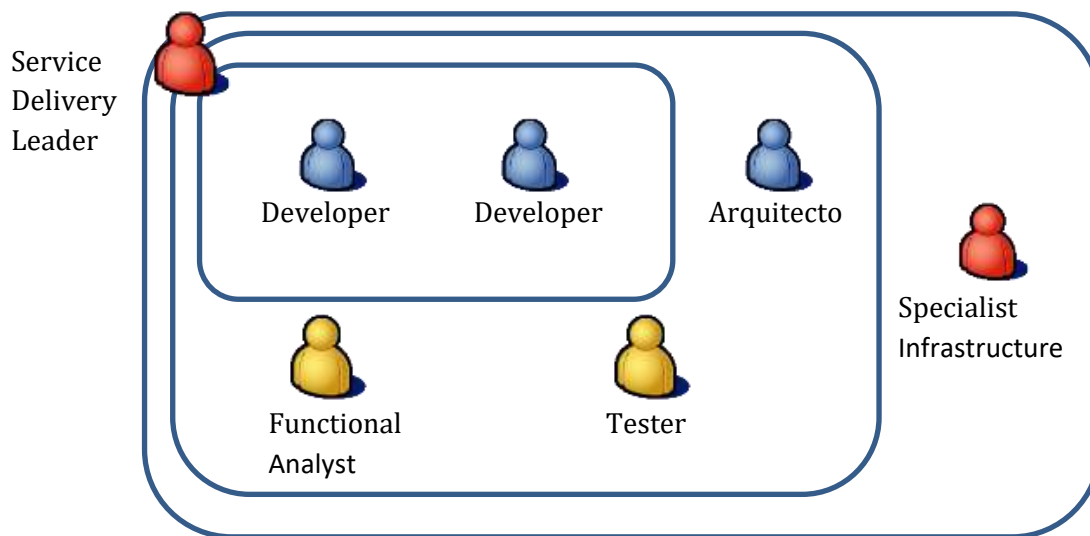 Service
Delivery
Leader
Developer
Developer
Arquitecto
Specialist
Infrastructure
Functional
Analyst
Tester